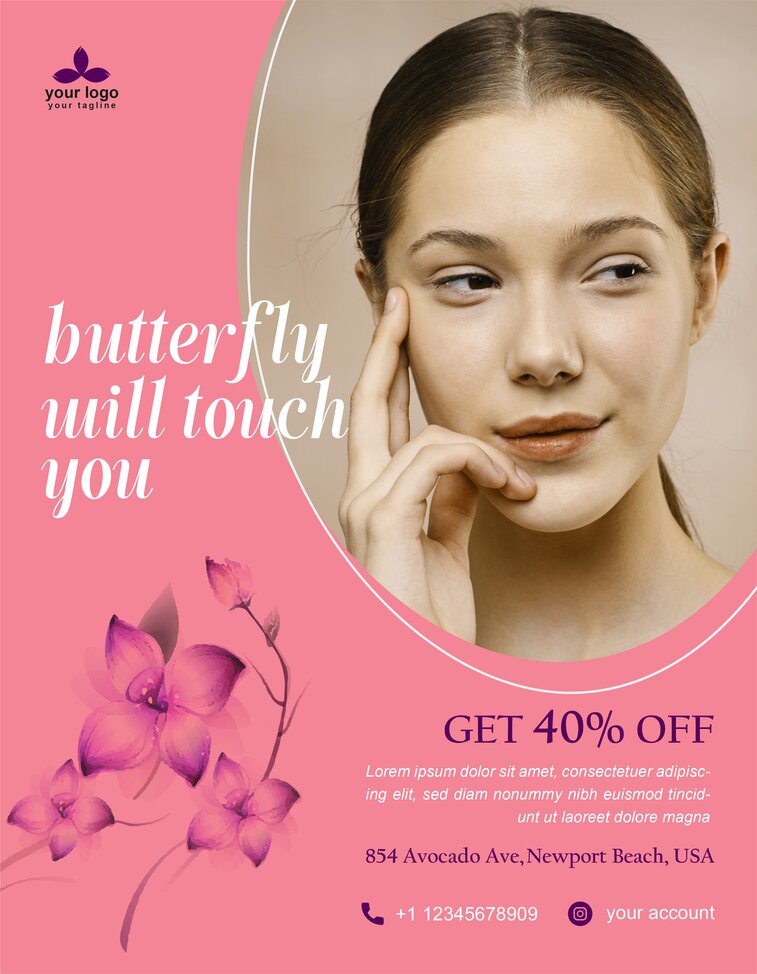 your logo
your tagline
butterfly
will touch
you
GET 40% OFF
Lorem ipsum dolor sit amet, consectetuer adipisc-
ing elit, sed diam nonummy nibh euismod tincid-
unt ut laoreet dolore magna
854 Avocado Ave,Newport Beach, USA
+1 12345678909
your account